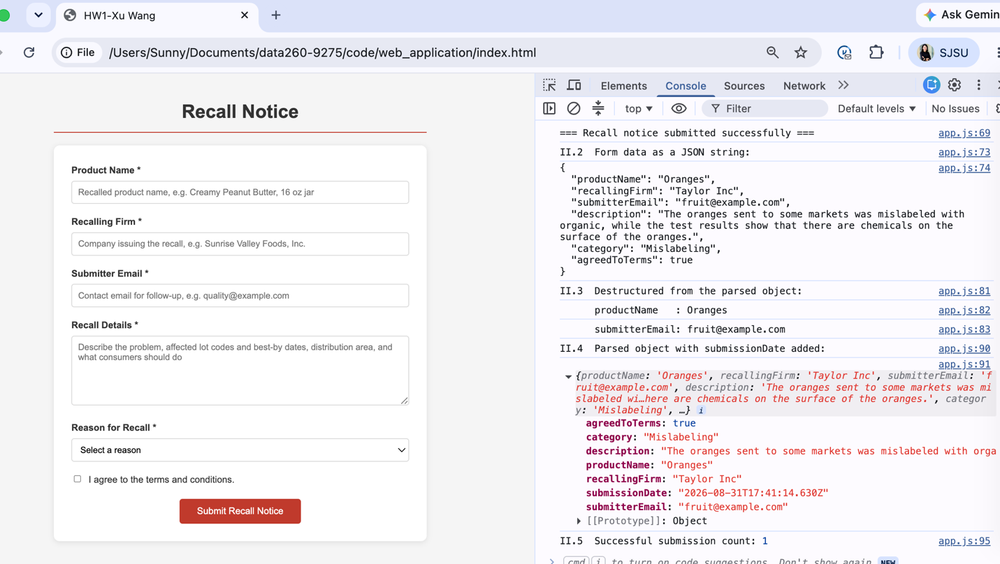 HW1-Xu Wang
Ask Gemin
File /Users/Sunny/Documents/data260-9275/code/web_application/index.html
SJSU
Recall Notice
Product Name *
Recalled product name, e.g. Creamy Peanut Butter, 16 oz jar
Recalling Firm *
Company issuing the recall, e.g. Sunrise Valley Foods, Inc.
Submitter Email *
Contact email for follow-up, e.g. quality@example.com
Recall Details *
Describe the problem, affected lot codes and best-by dates, distribution area, and
what consumers should do
Reason for Recall *
Select a reason
I agree to the terms and conditions.
Submit Recall Notice
Elements Console Sources Network
top Filter Default levels No Issues
=== Recall notice submitted successfully === app.js:69
II.2 Form data as a JSON string: app.js:73
{ app.js:74
"productName": "Oranges",
"recallingFirm": "Taylor Inc",
"submitterEmail": "fruit@example.com",
"description": "The oranges sent to some markets was mislabeled with
organic, while the test results show that there are chemicals on the
surface of the oranges.",
"category": "Mislabeling",
"agreedToTerms": true
}
II.3 Destructured from the parsed object: app.js:81
productName : Oranges app.js:82
submitterEmail: fruit@example.com app.js:83
II.4 Parsed object with submissionDate added: app.js:90
app.js:91
{productName: 'Oranges', recallingFirm: 'Taylor Inc', submitterEmail: 'f
ruit@example.com', description: 'The oranges sent to some markets was mi
slabeled wi…here are chemicals on the surface of the oranges.', categor
y: 'Mislabeling', …} i
agreedToTerms: true
category: "Mislabeling"
description: "The oranges sent to some markets was mislabeled with orga
productName: "Oranges"
recallingFirm: "Taylor Inc"
submissionDate: "2026-08-31T17:41:14.630Z"
submitterEmail: "fruit@example.com"
[[Prototype]]: Object
II.5 Successful submission count: 1 app.js:95
cmd i to turn on code suggestions. Don't show again NEW